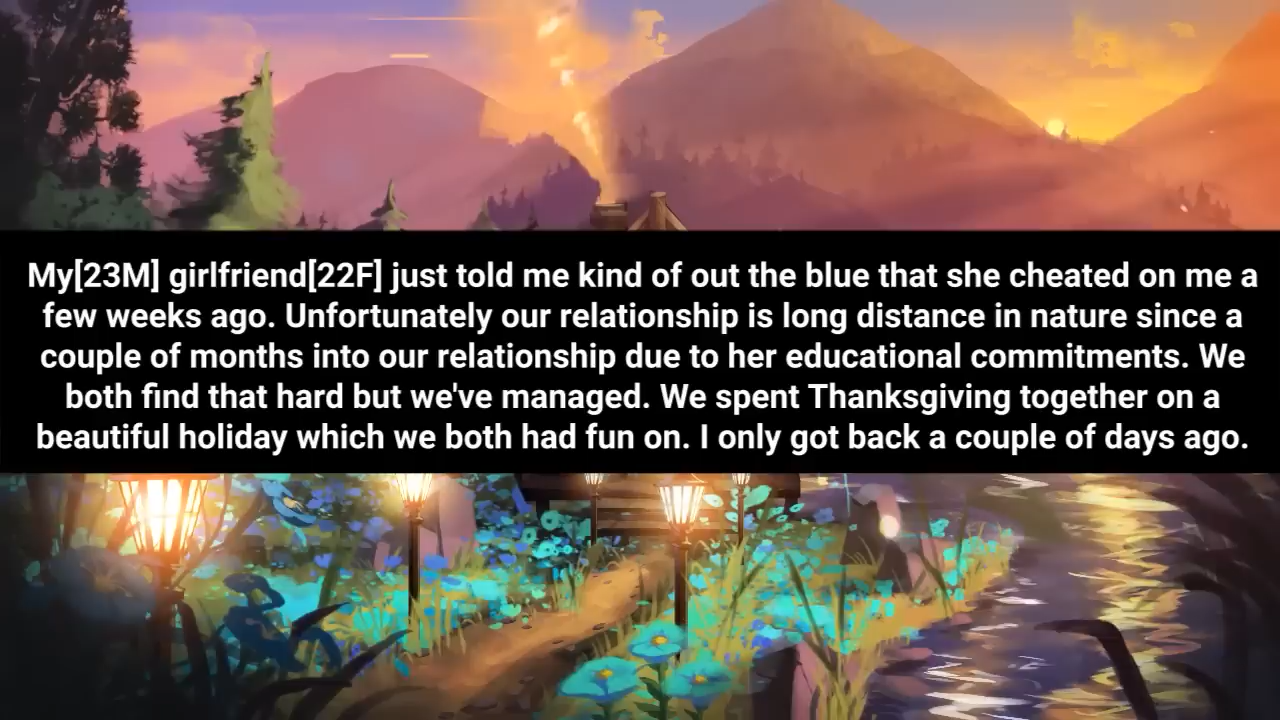 My[23M] girlfriend[22F] just told me kind of out the blue that she cheated on me a
few weeks ago. Unfortunately our relationship is long distance in nature since a
couple of months into our relationship due to her educational commitments. We
both find that hard but we've managed. We spent Thanksgiving together on a
beautiful holiday which we both had fun on. I only got back a couple of days ago.